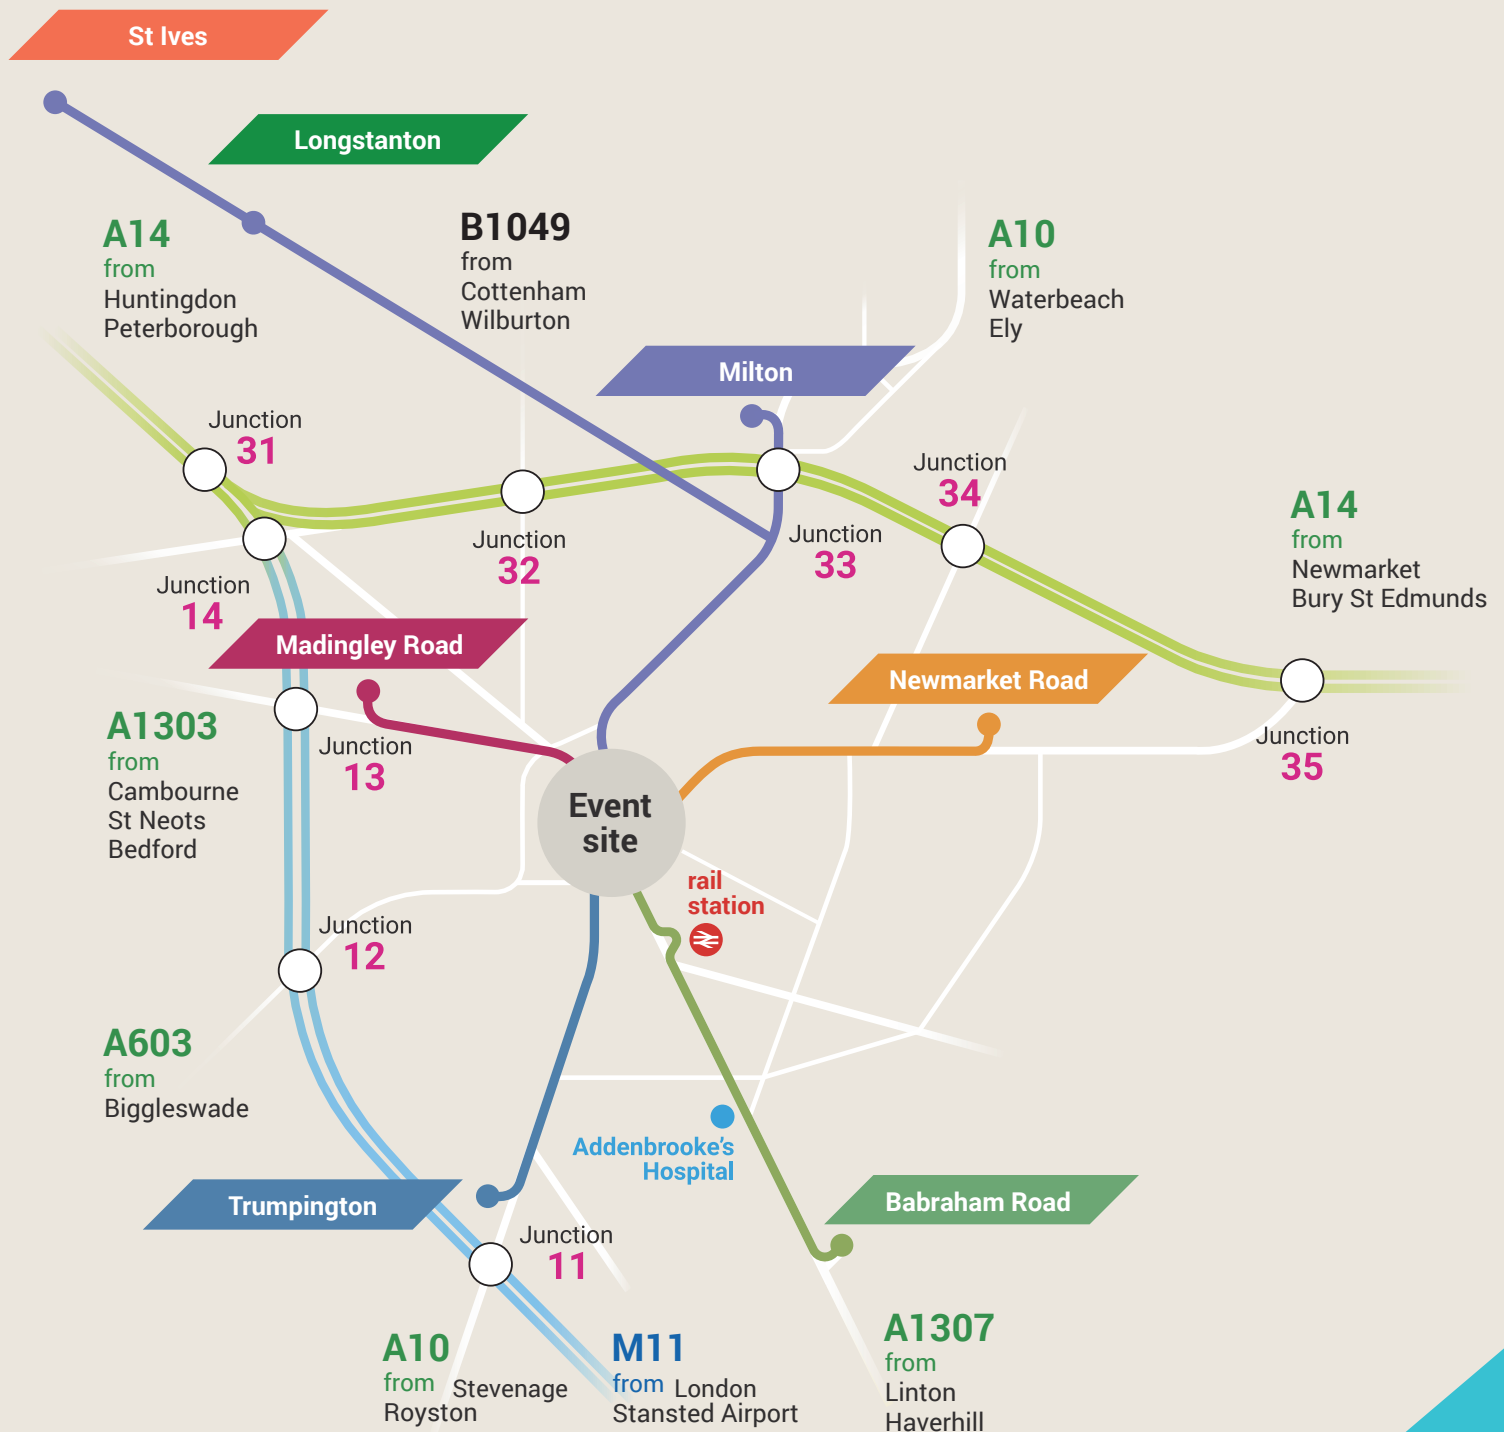 St Ives
Longstanton
A14
from
Huntingdon
Peterborough
B1049
from
Cottenham
Wilburton
A10
from
Waterbeach
Ely
Milton
Junction
31
Junction
32
Junction
33
Junction
34
A14
from
Newmarket
Bury St Edmunds
Junction
14
Madingley Road
Newmarket Road
A1303
from
Cambourne
St Neots
Bedford
Junction
13
Junction
35
Event
site
rail
station
Junction
12
A603
from
Biggleswade
Addenbrooke's
Hospital
Trumpington
Babraham Road
Junction
11
A10
from Stevenage
Royston
M11
from London
Stansted Airport
A1307
from
Linton
Haverhill